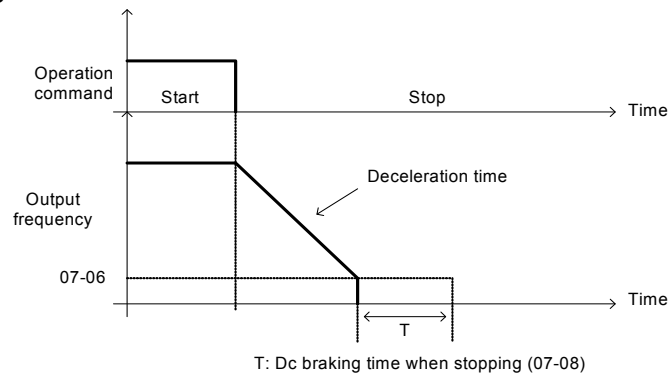 Operation
command
Start
Stop
Time
Deceleration time
Output
frequency
07-06
Time
T
T: Dc braking time when stopping (07-08)